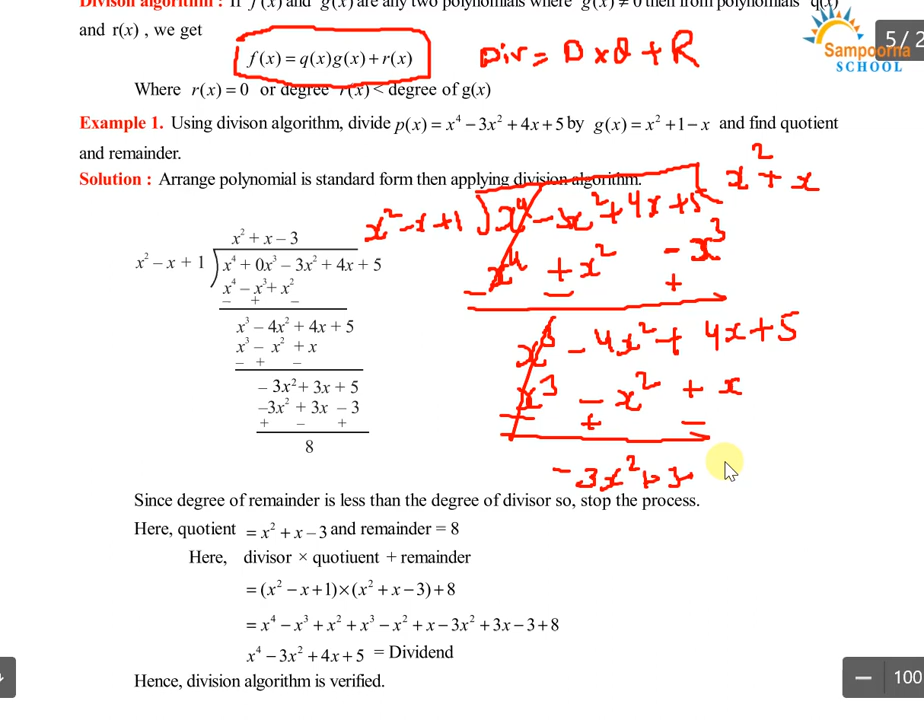 Divison algorithm : If f(x) and g(x) are any two polynomials where g(x) ≠ 0 then from polynomials q(x)
and r(x) , we get
f(x) = q(x)g(x) + r(x)
Div = D × Q + R
5 / 2
Sampoorna
SCHOOL
Where r(x) = 0 or degree r(x) < degree of g(x)
Example 1. Using divison algorithm, divide p(x) = x⁴ − 3x² + 4x + 5 by g(x) = x² + 1 − x and find quotient
and remainder.
Solution : Arrange polynomial is standard form then applying division algorithm.
x² + x − 3
x² − x + 1 ) x⁴ + 0x³ − 3x² + 4x + 5
x⁴ − x³ + x²
− + −
x³ − 4x² + 4x + 5
x³ − x² + x
− + −
− 3x² + 3x + 5
−3x² + 3x − 3
+ − +
8
x² + x
x² − x + 1 ) x⁴ − 3x² + 4x + 5
x⁴ + x² − x³
− − +
x³ − 4x² + 4x + 5
x³ − x² + x
− + −
− 3x² + 3
Since degree of remainder is less than the degree of divisor so, stop the process.
Here, quotient = x² + x − 3 and remainder = 8
Here, divisor × quotiuent + remainder
= (x² − x + 1) × (x² + x − 3) + 8
= x⁴ − x³ + x² + x³ − x² + x − 3x² + 3x − 3 + 8
x⁴ − 3x² + 4x + 5 = Dividend
Hence, division algorithm is verified.
100